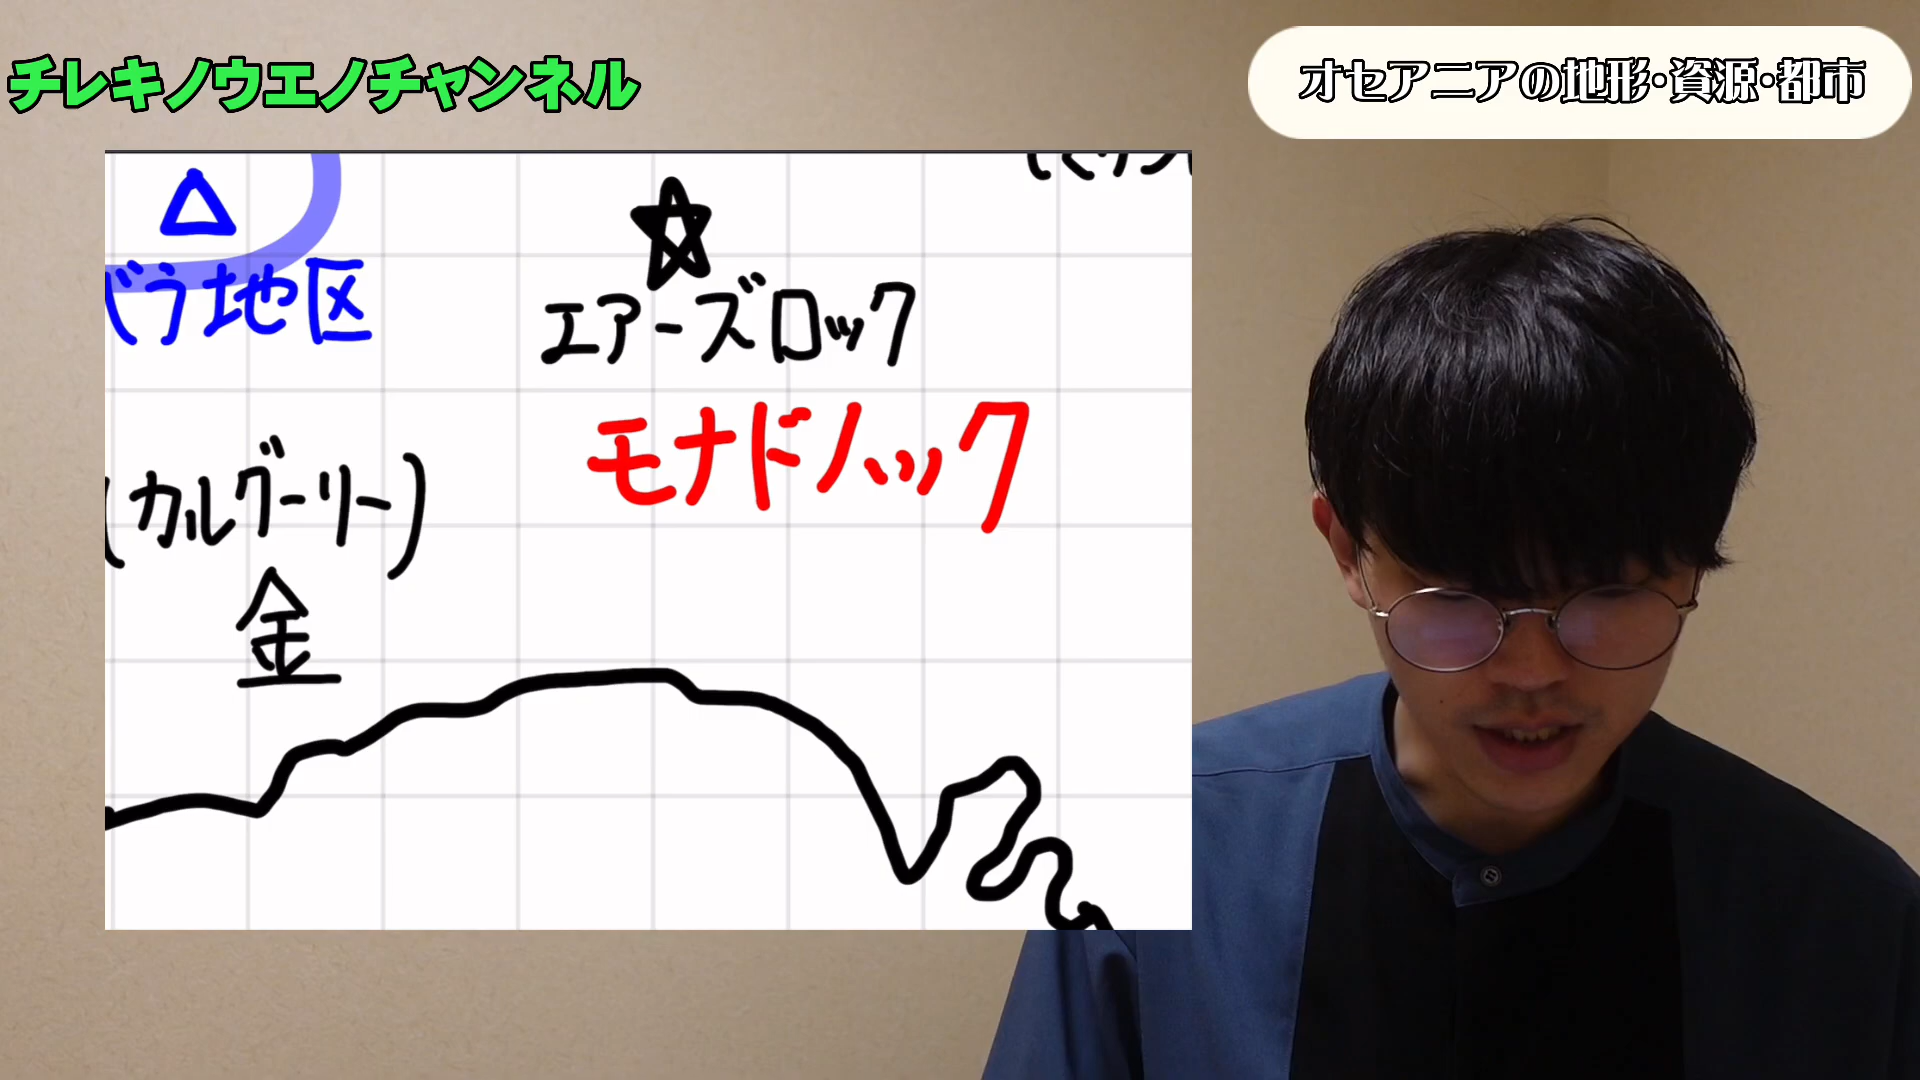 チレキノウエノチャンネル
オセアニアの地形・資源・都市
バラ地区
エアーズロック
モナドノック
(カルグーリー)
金